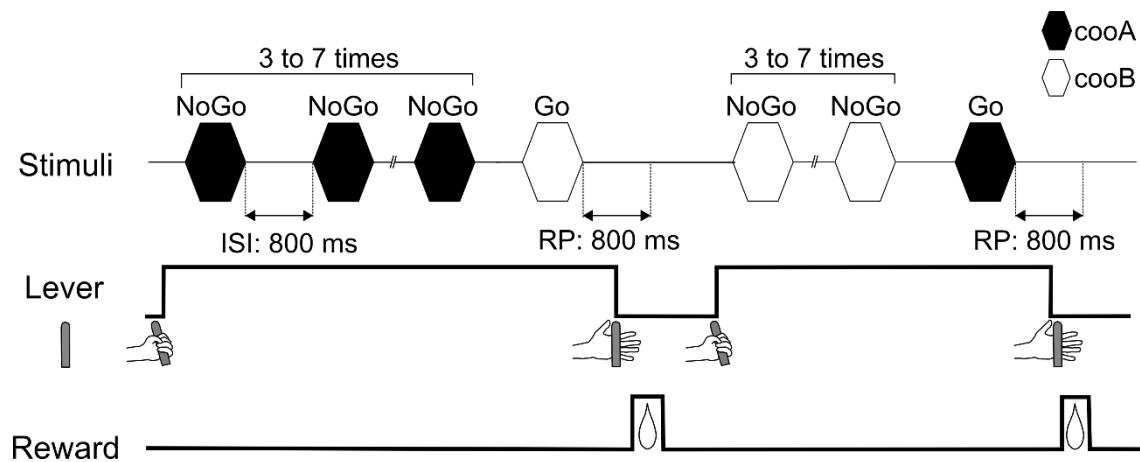 cooA
cooB
3 to 7 times
3 to 7 times
NoGo NoGo NoGo Go NoGo NoGo Go
Stimuli
ISI: 800 ms
RP: 800 ms
RP: 800 ms
Lever
Reward